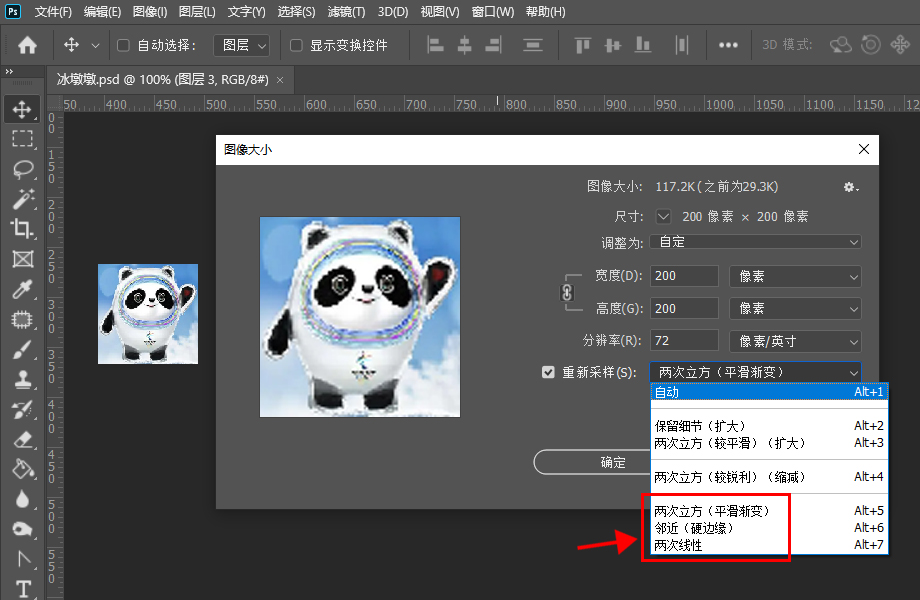 Ps 文件(F) 编辑(E) 图像(I) 图层(L) 文字(Y) 选择(S) 滤镜(T) 3D(D) 视图(V) 窗口(W) 帮助(H)
自动选择: 图层 显示变换控件 3D 模式:
冰墩墩.psd @ 100% (图层 3, RGB/8#) ×
50 400 450 500 550 600 650 700 750 800 850 900 950 1000 1050 1100 1150 12
0
150
200
250
300
350
400
450
500
550
图像大小
图像大小: 117.2K(之前为29.3K)
尺寸: 200 像素 × 200 像素
调整为: 自定
宽度(D): 200 像素
高度(G): 200 像素
分辨率(R): 72 像素/英寸
重新采样(S): 两次立方（平滑渐变）
自动 Alt+1
保留细节（扩大） Alt+2
两次立方（较平滑）（扩大） Alt+3
确定
两次立方（较锐利）（缩减） Alt+4
两次立方（平滑渐变） Alt+5
邻近（硬边缘） Alt+6
两次线性 Alt+7